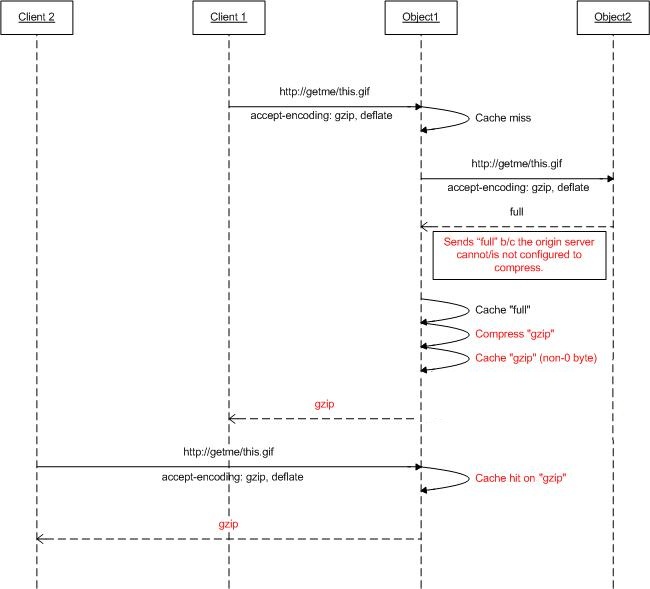 Client 2
Client 1
Object1
Object2
http://getme/this.gif
accept-encoding: gzip, deflate
Cache miss
http://getme/this.gif
accept-encoding: gzip, deflate
full
Sends “full” b/c the origin server
cannot/is not configured to
compress.
Cache "full"
Compress "gzip"
Cache "gzip" (non-0 byte)
gzip
http://getme/this.gif
accept-encoding: gzip, deflate
Cache hit on "gzip"
gzip